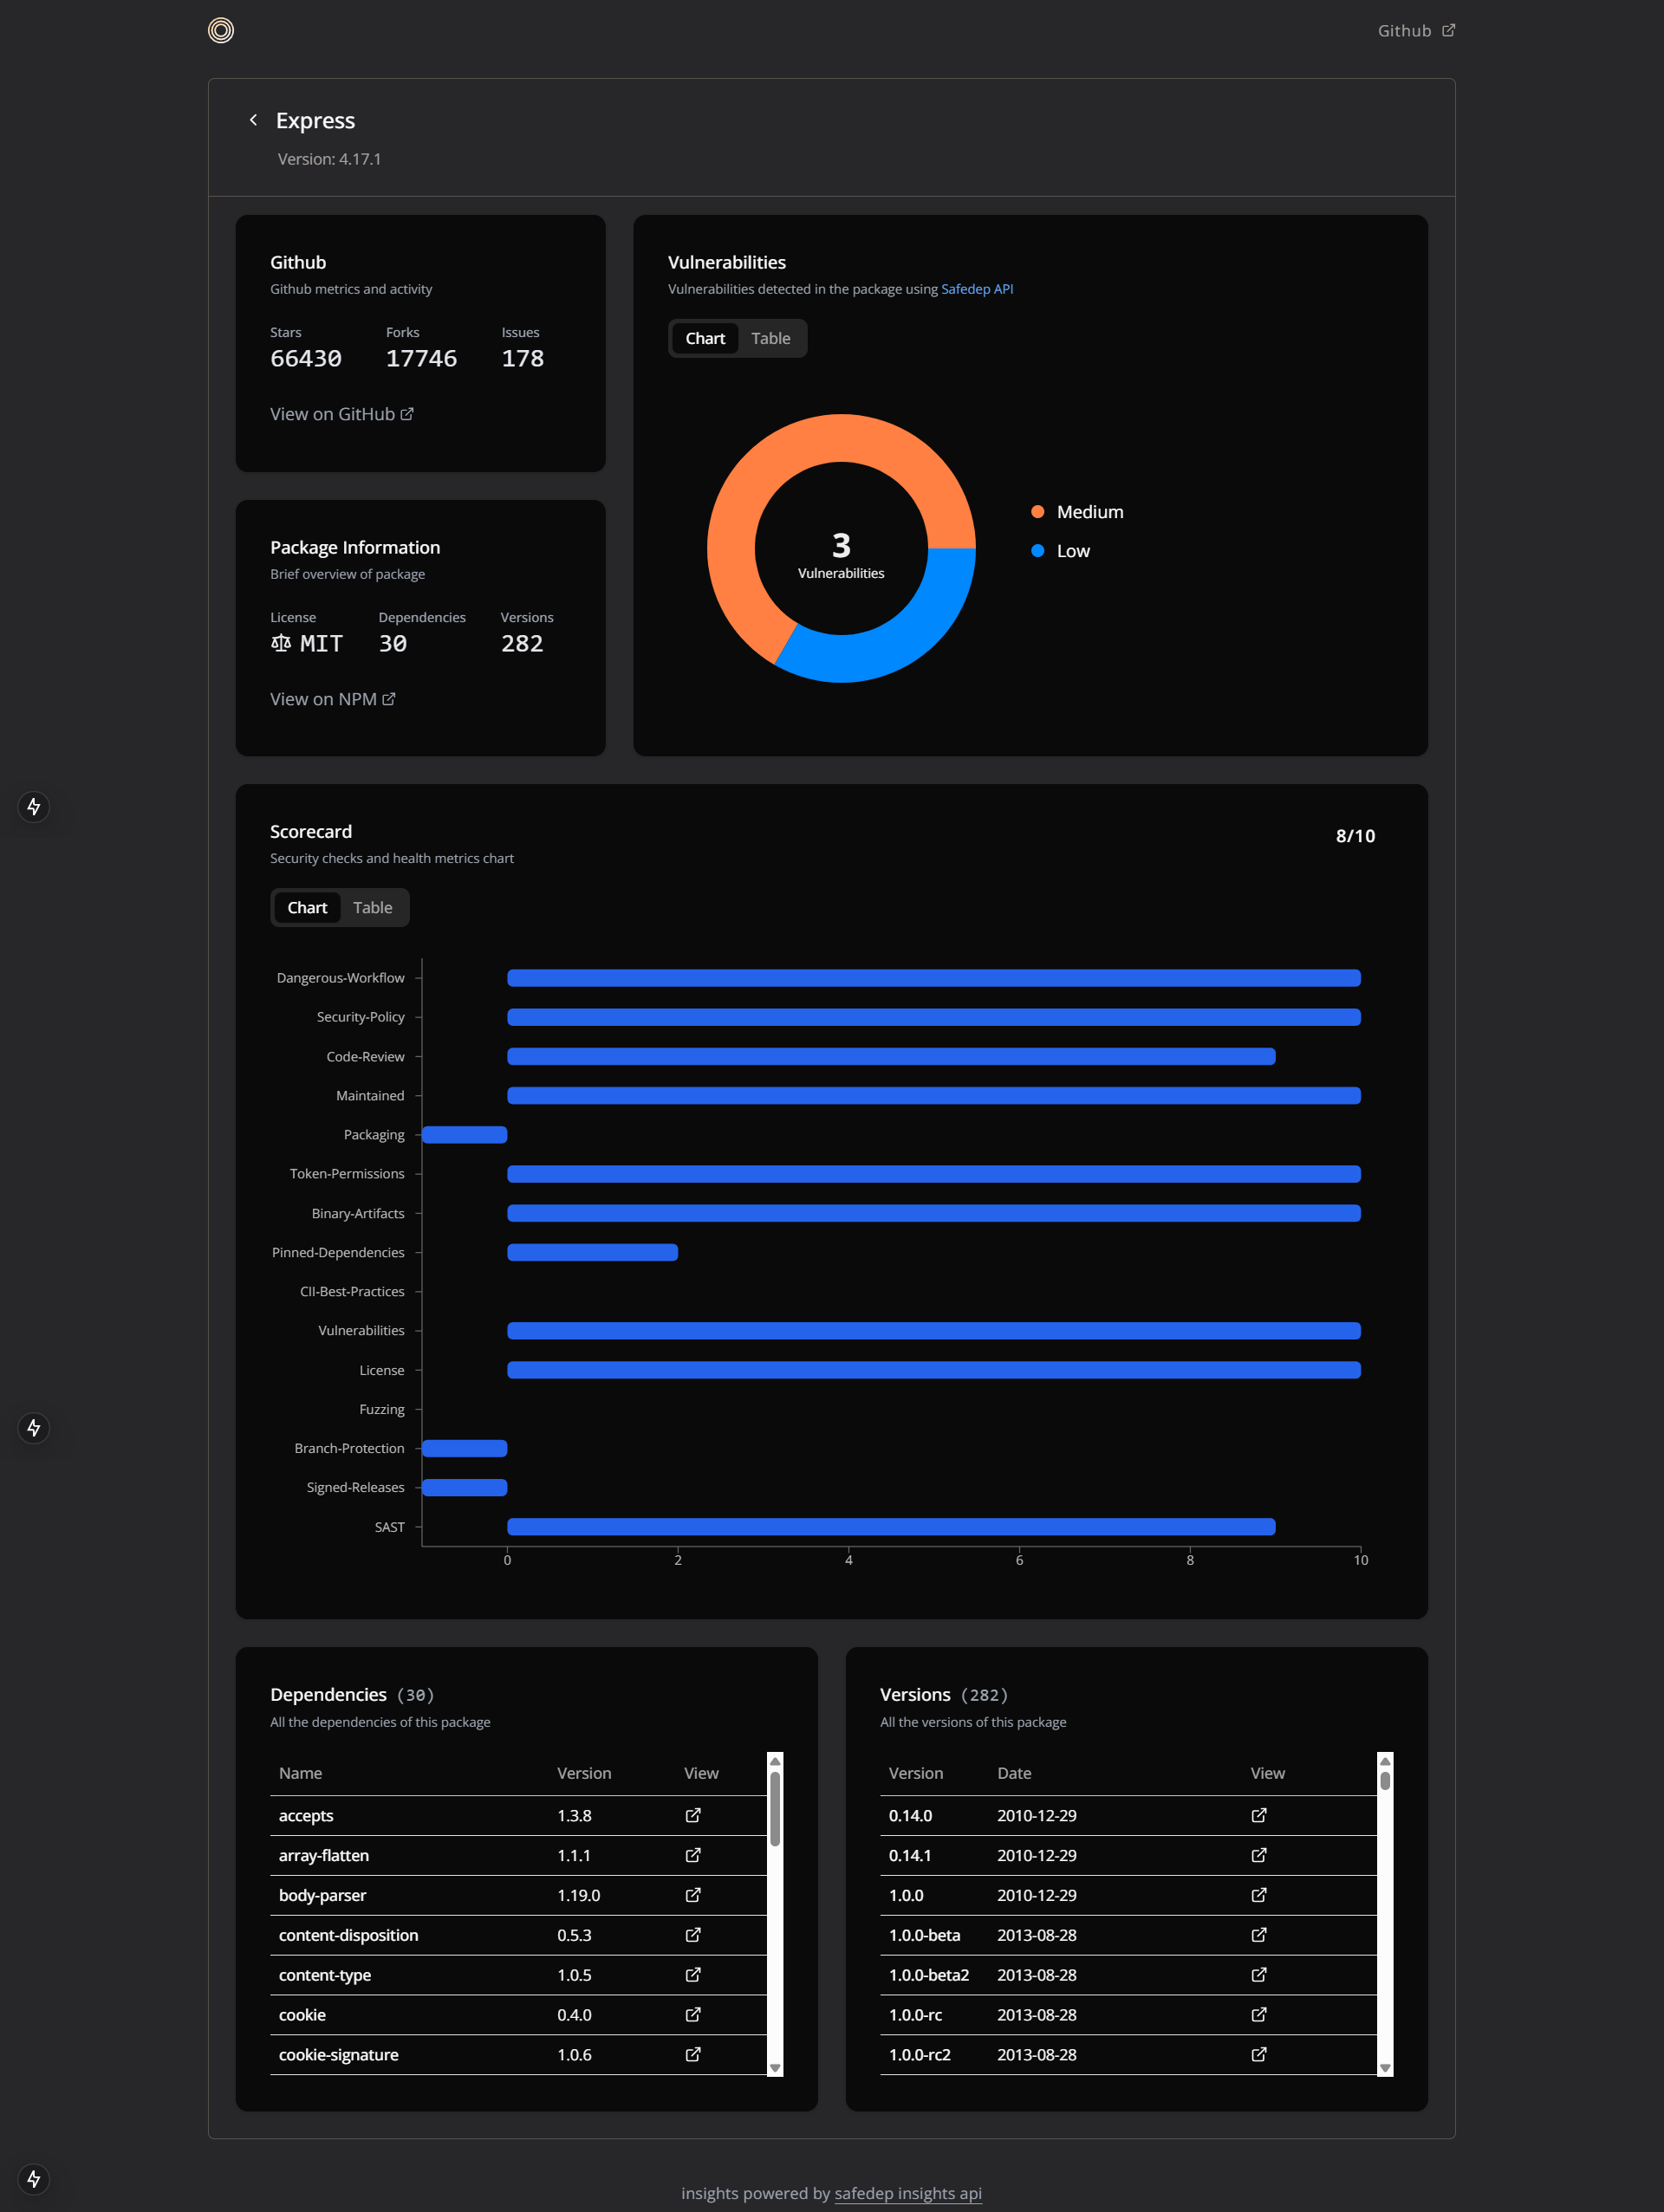 Github
Express
Version: 4.17.1
Github
Github metrics and activity
Stars Forks Issues
66430 17746 178
View on GitHub
Package Information
Brief overview of package
License Dependencies Versions
MIT 30 282
View on NPM
Vulnerabilities
Vulnerabilities detected in the package using Safedep API
Chart Table
3
Vulnerabilities
Medium
Low
Scorecard
8/10
Security checks and health metrics chart
Chart Table
Dangerous-Workflow
Security-Policy
Code-Review
Maintained
Packaging
Token-Permissions
Binary-Artifacts
Pinned-Dependencies
CII-Best-Practices
Vulnerabilities
License
Fuzzing
Branch-Protection
Signed-Releases
SAST
0 2 4 6 8 10
Dependencies (30)
All the dependencies of this package
Name Version View
accepts 1.3.8
array-flatten 1.1.1
body-parser 1.19.0
content-disposition 0.5.3
content-type 1.0.5
cookie 0.4.0
cookie-signature 1.0.6
Versions (282)
All the versions of this package
Version Date View
0.14.0 2010-12-29
0.14.1 2010-12-29
1.0.0 2010-12-29
1.0.0-beta 2013-08-28
1.0.0-beta2 2013-08-28
1.0.0-rc 2013-08-28
1.0.0-rc2 2013-08-28
insights powered by safedep insights api